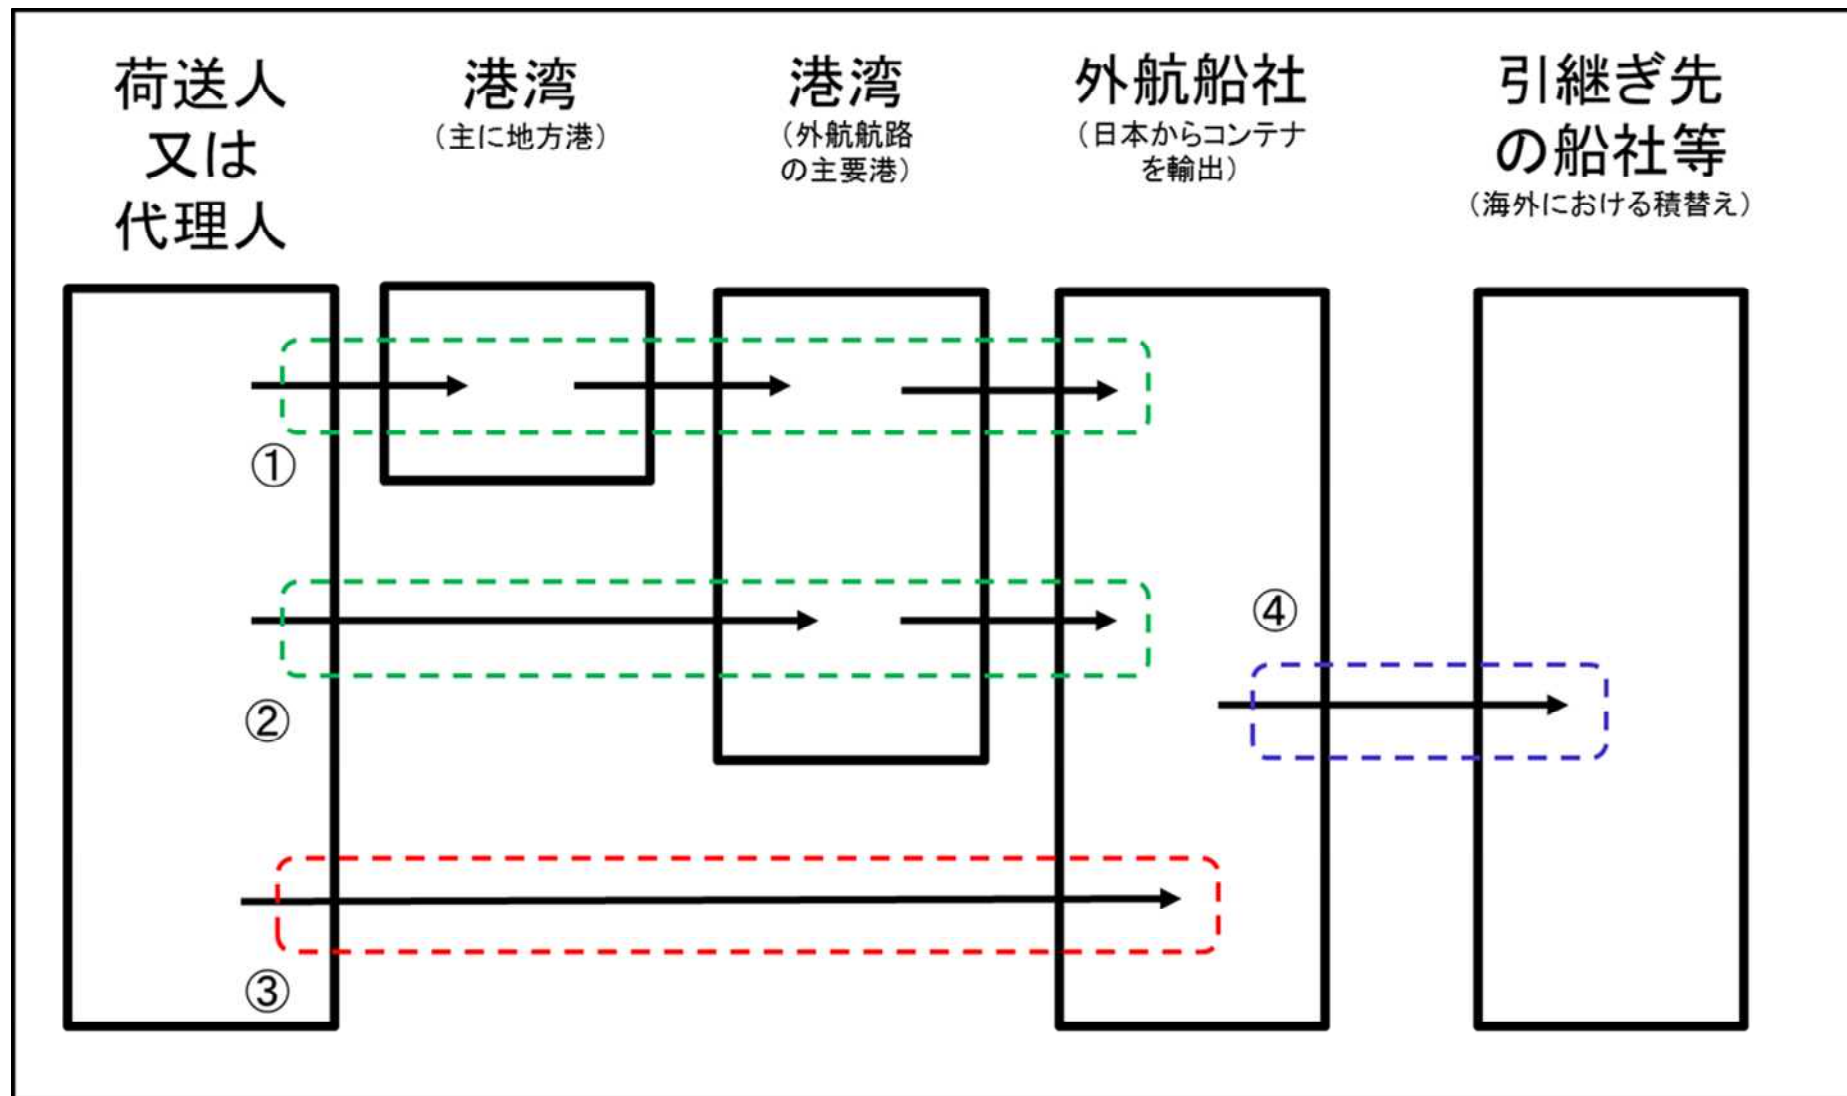 荷送人
又は
代理人
港湾
(主に地方港)
港湾
(外航航路
の主要港)
外航船社
(日本からコンテナ
を輸出)
引継ぎ先
の船社等
(海外における積替え)
①
②
③
④